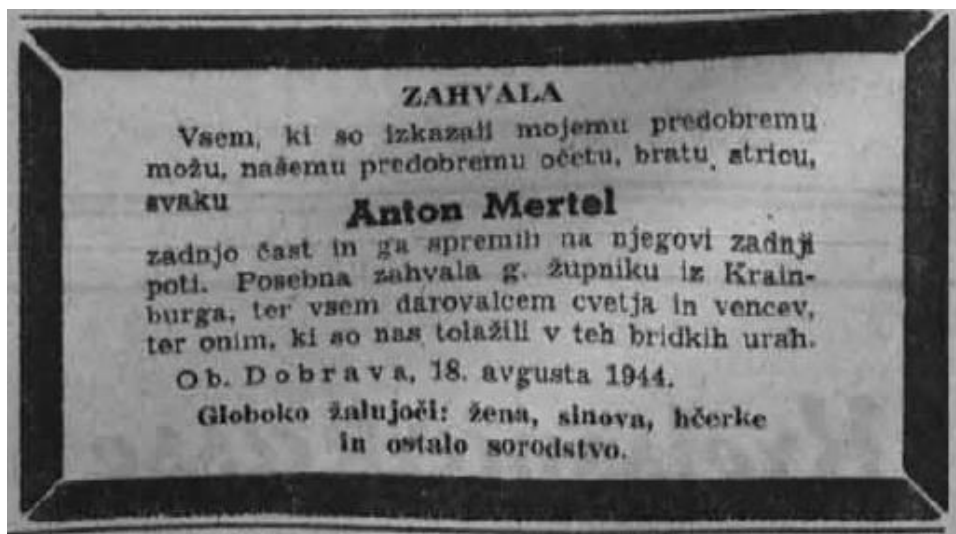 ZAHVALA
Vsem, ki so izkazali mojemu predobremu
možu, našemu predobremu očetu, bratu, stricu,
svaku
Anton Mertel
zadnjo čast in ga spremili na njegovi zadnji
poti. Posebna zahvala g. župniku iz Krain-
burga, ter vsem darovalcem cvetja in vencev,
ter onim, ki so nas tolažili v teh bridkih urah.
Ob. Dobrava, 18. avgusta 1944.
Globoko žalujoči: žena, sinova, hčerke
in ostalo sorodstvo.